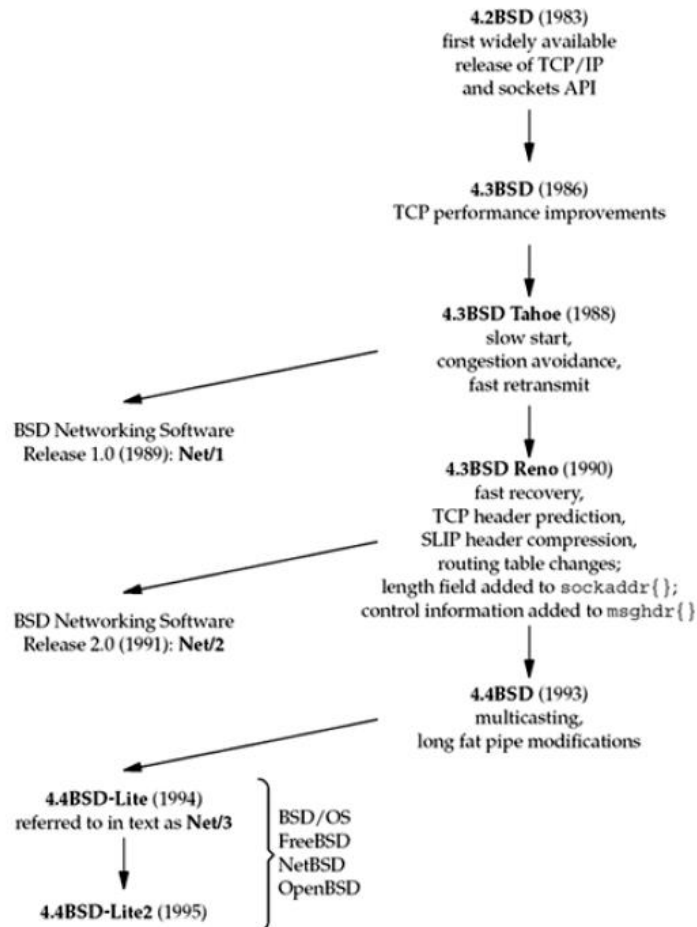 4.2BSD (1983)
first widely available
release of TCP/IP
and sockets API
4.3BSD (1986)
TCP performance improvements
4.3BSD Tahoe (1988)
slow start,
congestion avoidance,
fast retransmit
BSD Networking Software
Release 1.0 (1989): Net/1
4.3BSD Reno (1990)
fast recovery,
TCP header prediction,
SLIP header compression,
routing table changes;
length field added to sockaddr{};
control information added to msghdr{}
BSD Networking Software
Release 2.0 (1991): Net/2
4.4BSD (1993)
multicasting,
long fat pipe modifications
4.4BSD-Lite (1994)
referred to in text as Net/3
BSD/OS
FreeBSD
NetBSD
OpenBSD
4.4BSD-Lite2 (1995)